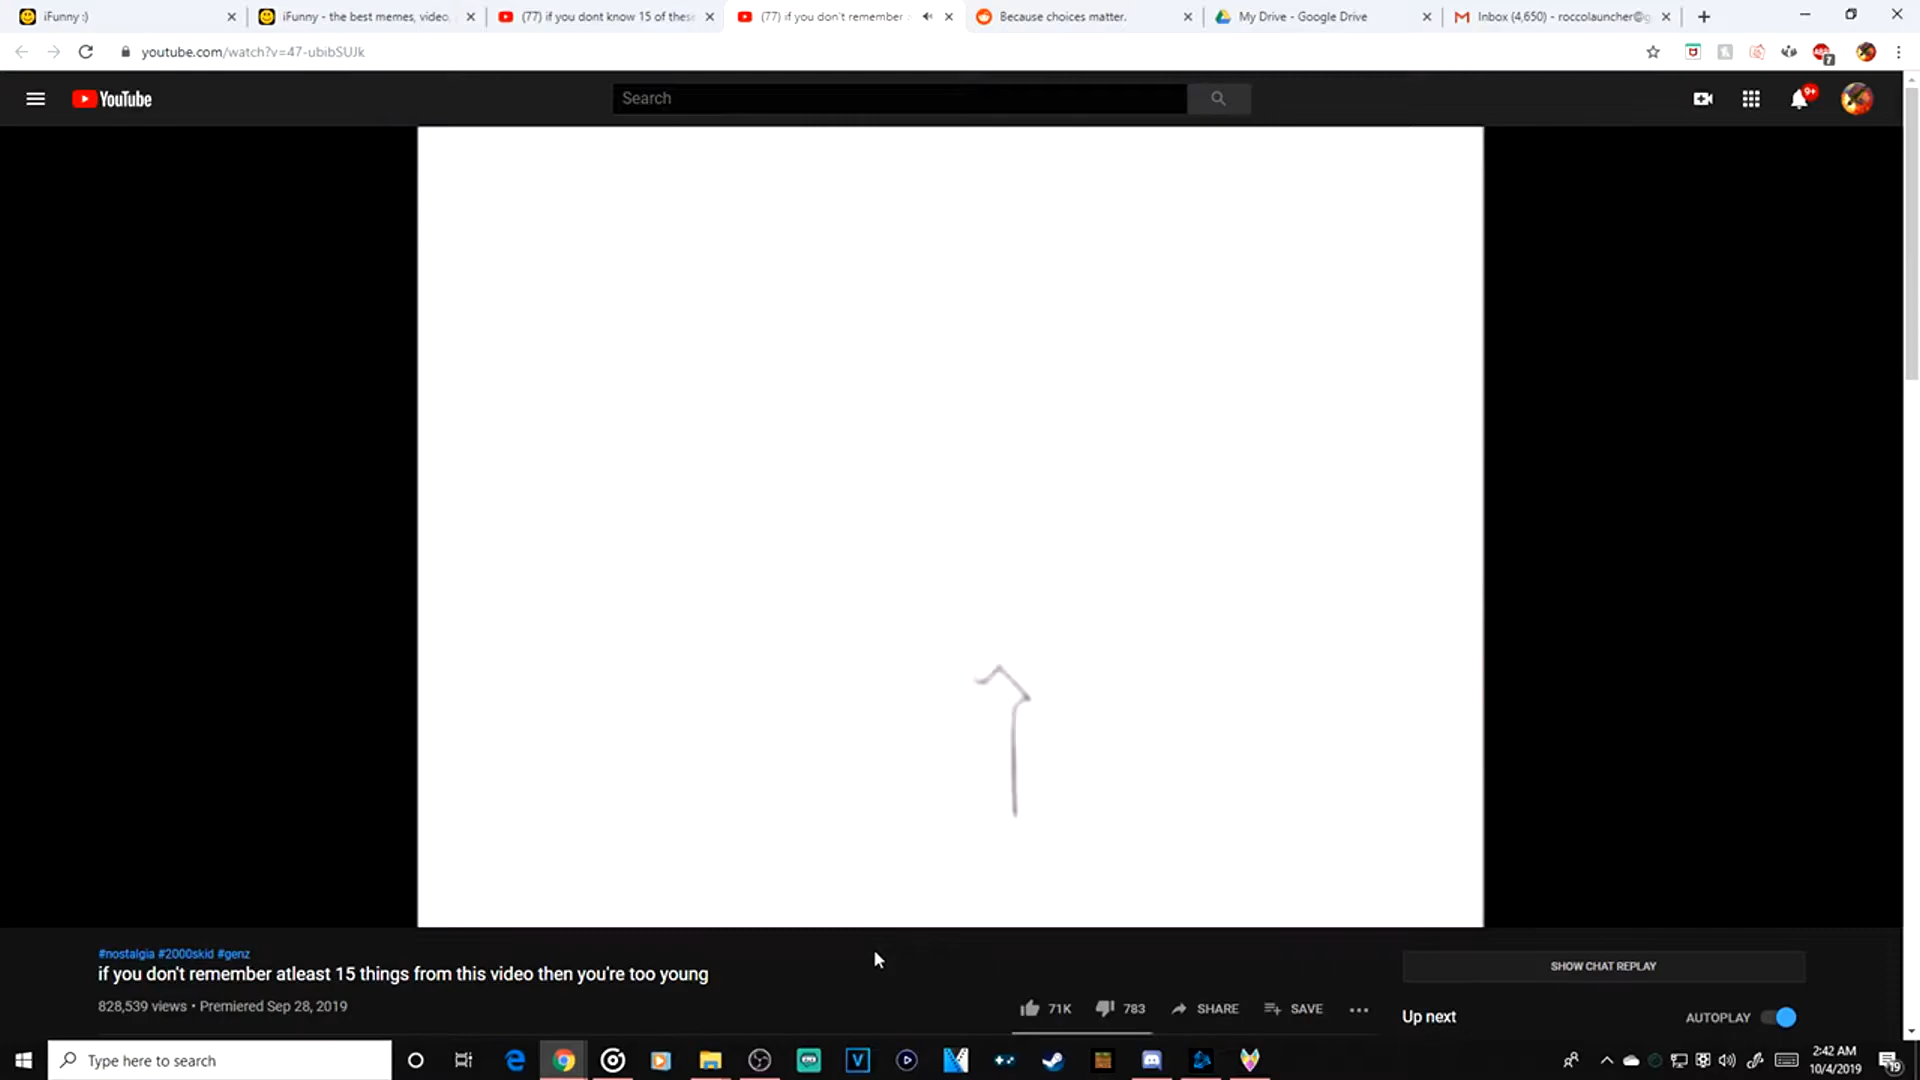 iFunny :)
iFunny - the best memes, video,
(77) if you dont know 15 of these
(77) if you don't remember
Because choices matter.
My Drive - Google Drive
Inbox (4,650) - roccolauncher@g
youtube.com/watch?v=47-ubibSUJk
7
YouTube
Search
9+
#nostalgia #2000skid #genz
if you don't remember atleast 15 things from this video then you're too young
828,539 views • Premiered Sep 28, 2019
71K
783
SHARE
SAVE
SHOW CHAT REPLAY
Up next
AUTOPLAY
Type here to search
2:42 AM
10/4/2019
19